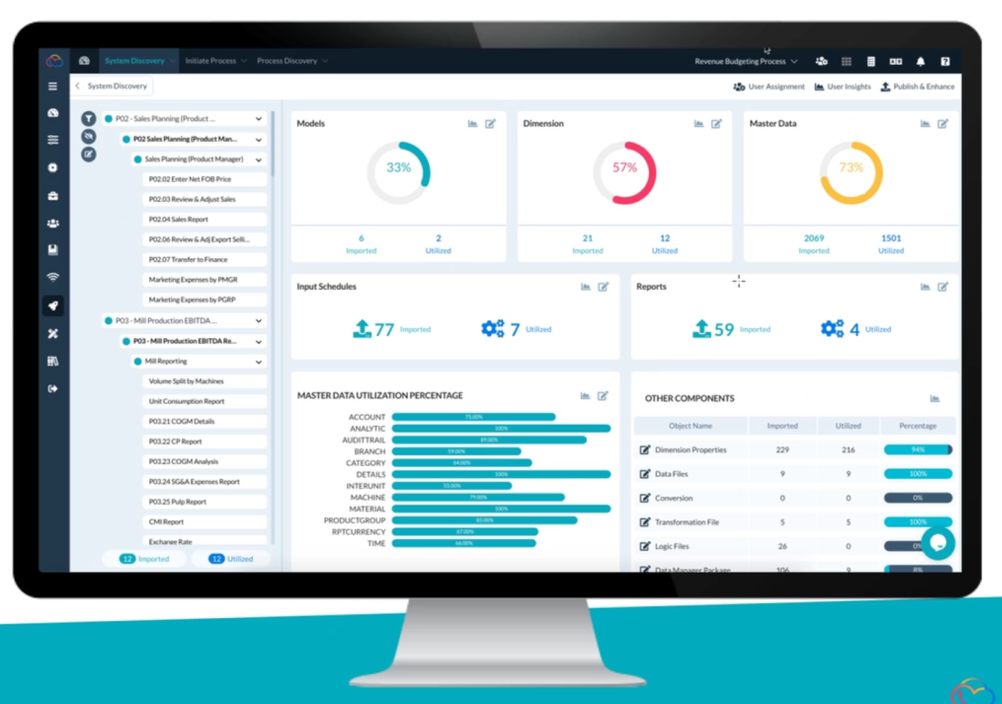 System Discovery
Initiate Process
Process Discovery
Revenue Budgeting Process
System Discovery
User Assignment
User Insights
Publish & Enhance
P02 - Sales Planning (Product ...
P02 Sales Planning (Product Man...
Sales Planning (Product Manager)
P02.02 Enter Net FOB Price
P02.03 Review & Adjust Sales
P02.04 Sales Report
P02.06 Review & Adj Export Selli...
P02.07 Transfer to Finance
Marketing Expenses by PMGR
Marketing Expenses by PGRP
P03 - Mill Production EBITDA ...
P03 - Mill Production EBITDA Re...
Mill Reporting
Volume Split by Machines
Unit Consumption Report
P03.21 COGM Details
P03.22 CP Report
P03.23 COGM Analysis
P03.24 SG&A Expenses Report
P03.25 Pulp Report
CMI Report
Exchange Rate
12 Imported
12 Utilized
Models
33%
6 Imported
2 Utilized
Dimension
57%
21 Imported
12 Utilized
Master Data
73%
2069 Imported
1501 Utilized
Input Schedules
77 Imported
7 Utilized
Reports
59 Imported
4 Utilized
MASTER DATA UTILIZATION PERCENTAGE
ACCOUNT 75.00%
ANALYTIC 100%
AUDITTRAIL 89.00%
BRANCH 59.00%
CATEGORY 64.00%
DETAILS 100%
INTERUNIT 55.00%
MACHINE 79.00%
MATERIAL 100%
PRODUCTGROUP 85.00%
RPTCURRENCY 67.00%
TIME 66.00%
OTHER COMPONENTS
Object Name Imported Utilized Percentage
Dimension Properties 229 216 94%
Data Files 9 9 100%
Conversion 0 0 0%
Transformation File 5 5 100%
Logic Files 26 0 0%
Data Manager Package 106 9 8%